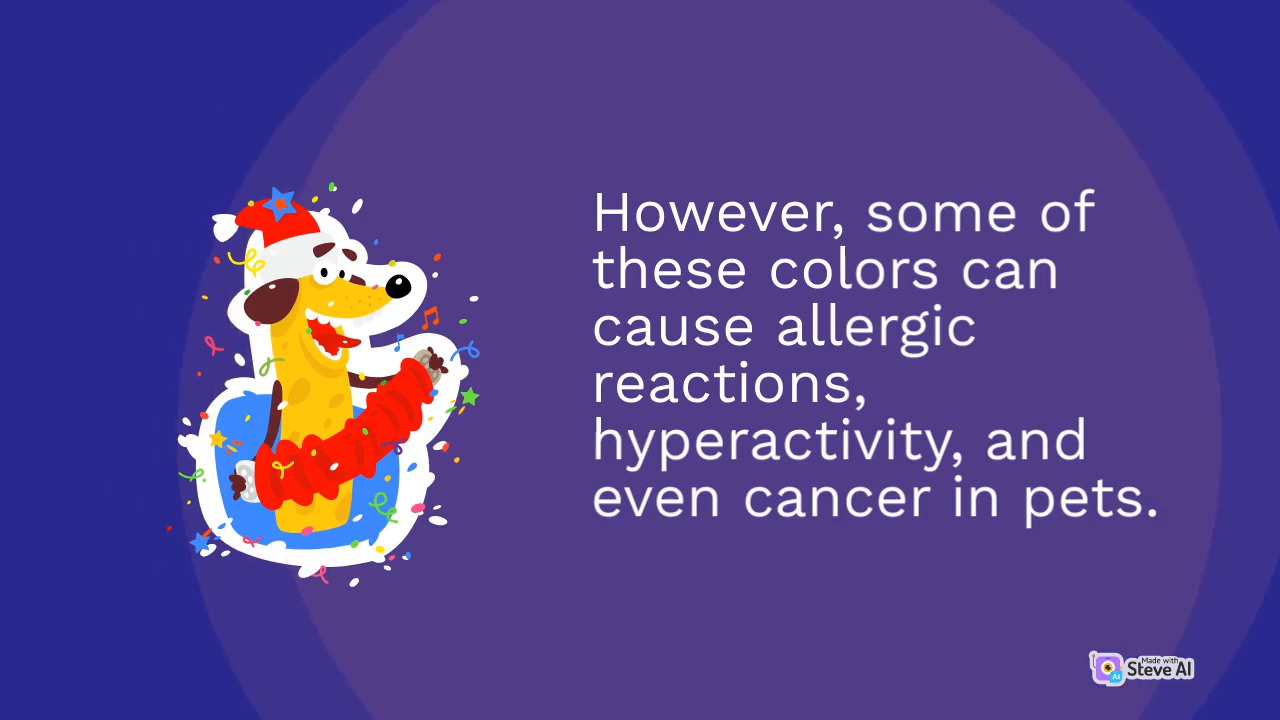 However, some of
these colors can
cause allergic
reactions,
hyperactivity, and
even cancer in pets.
Made with
Steve AI
AI